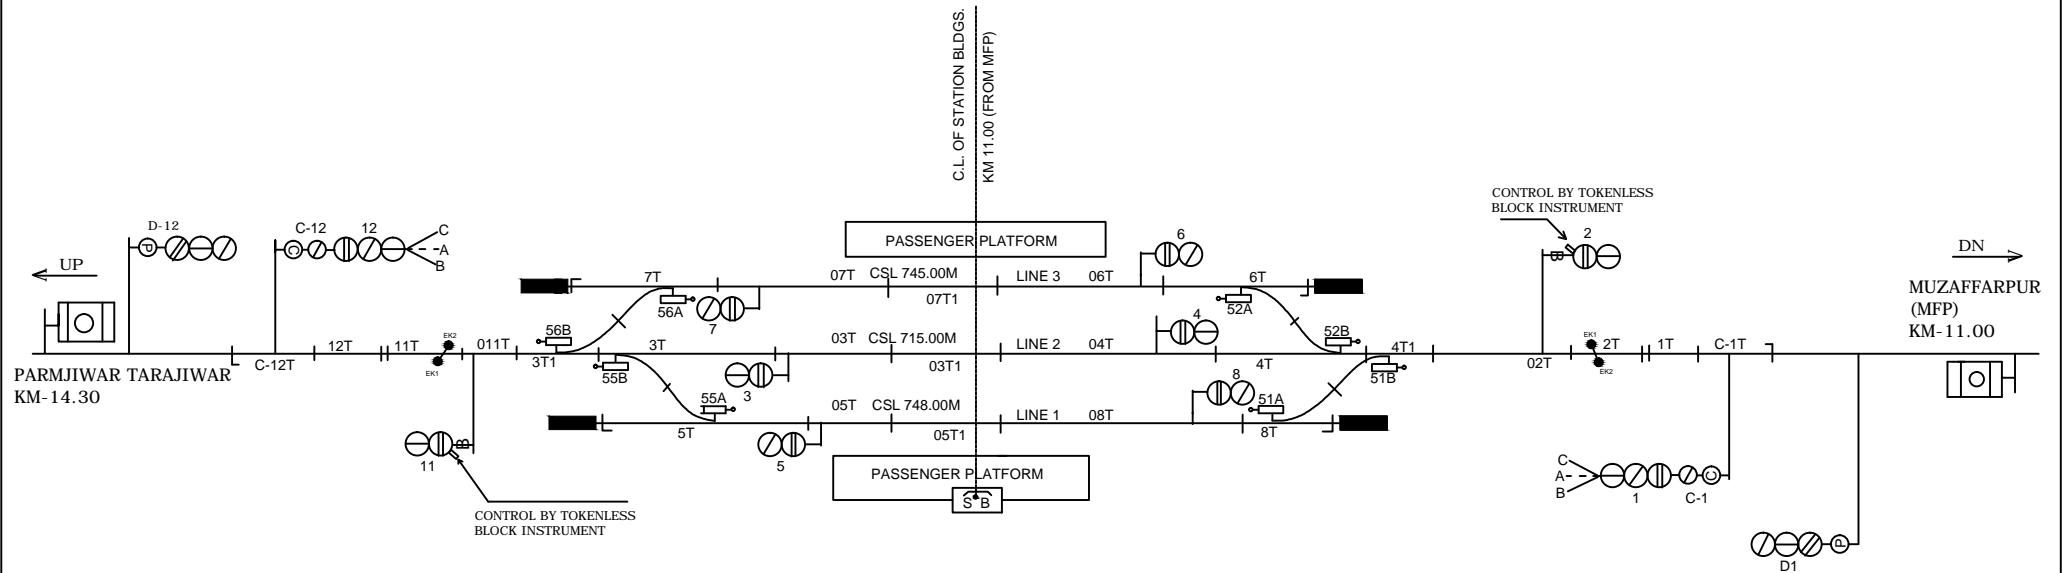 C.L. OF STATION BLDGS.
KM 11.00 (FROM MFP)
CONTROL BY TOKENLESS
BLOCK INSTRUMENT
D-12
P
C-12
C
12
C
A
B
UP
PASSENGER PLATFORM
6
2
B
DN
7T
07T
CSL 745.00M
LINE 3
06T
6T
07T1
56A
7
52A
MUZAFFARPUR
(MFP)
KM-11.00
56B
4
52B
EK2
EK1
EK1
EK2
12T
11T
011T
3T
03T
CSL 715.00M
LINE 2
04T
4T1
2T
1T
C-1T
C-12T
3T1
03T1
4T
02T
PARMJIWAR TARAJIWAR
KM-14.30
55B
3
8
51B
55A
51A
05T
CSL 748.00M
LINE 1
08T
5T
05T1
8T
11
B
5
PASSENGER PLATFORM
S B
C
A
B
1
C-1
C
CONTROL BY TOKENLESS
BLOCK INSTRUMENT
P
D1